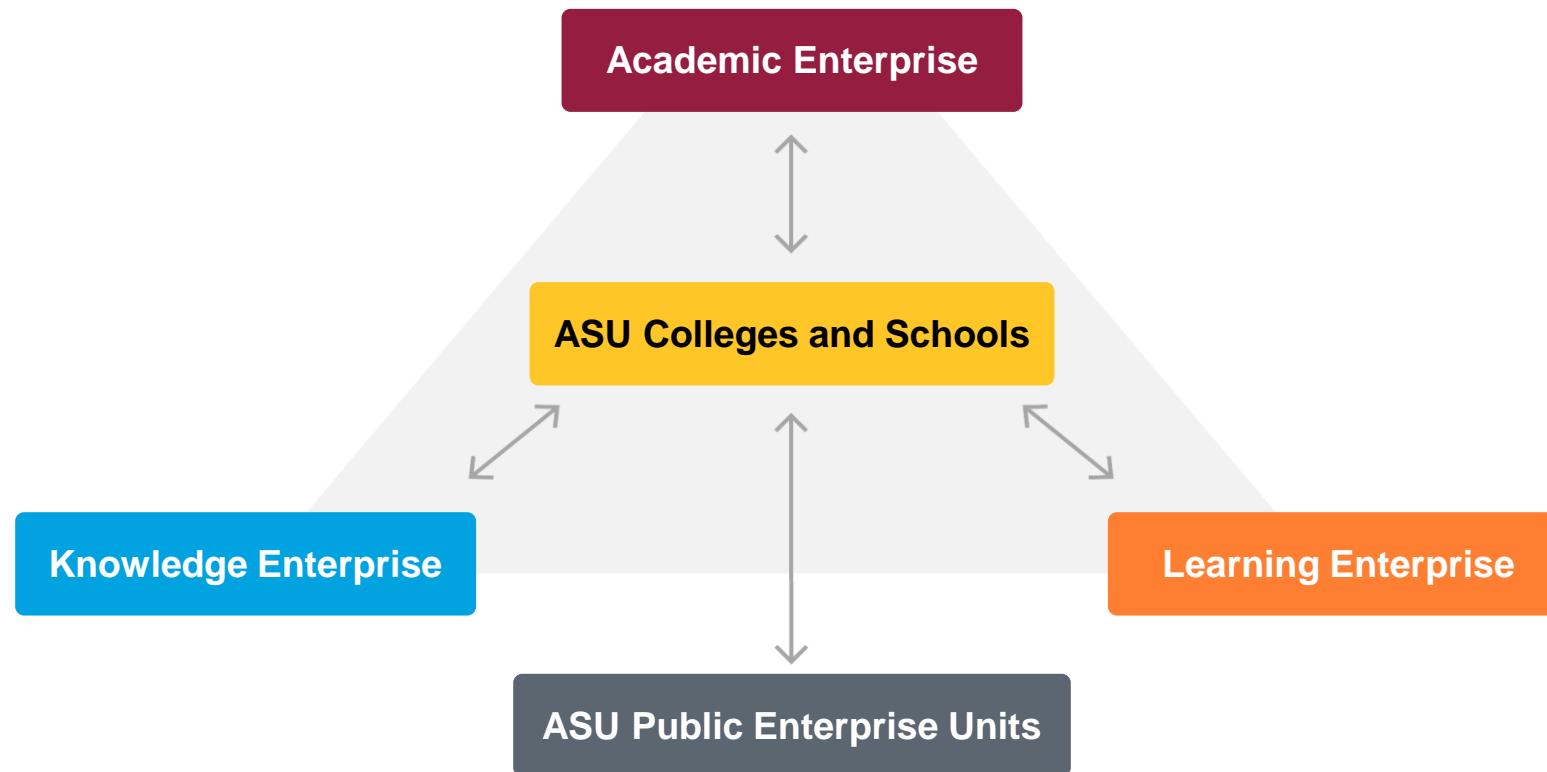 Academic Enterprise
ASU Colleges and Schools
Knowledge Enterprise
Learning Enterprise
ASU Public Enterprise Units